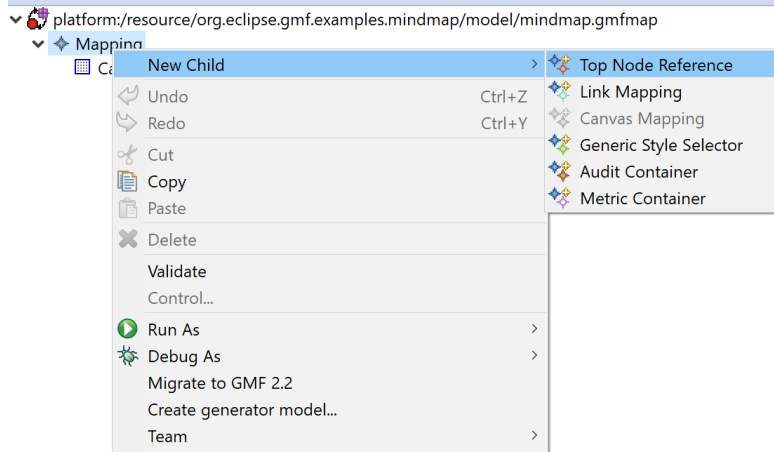 platform:/resource/org.eclipse.gmf.examples.mindmap/model/mindmap.gmfmap
Mapping
Ca
New Child
Undo Ctrl+Z
Redo Ctrl+Y
Cut
Copy
Paste
Delete
Validate
Control...
Run As
Debug As
Migrate to GMF 2.2
Create generator model...
Team
Top Node Reference
Link Mapping
Canvas Mapping
Generic Style Selector
Audit Container
Metric Container